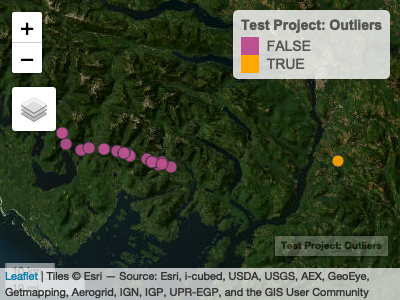 +
−
Test Project: Outliers
FALSE
TRUE
Test Project: Outliers
Leaflet | Tiles © Esri — Source: Esri, i-cubed, USDA, USGS, AEX, GeoEye,
Getmapping, Aerogrid, IGN, IGP, UPR-EGP, and the GIS User Community